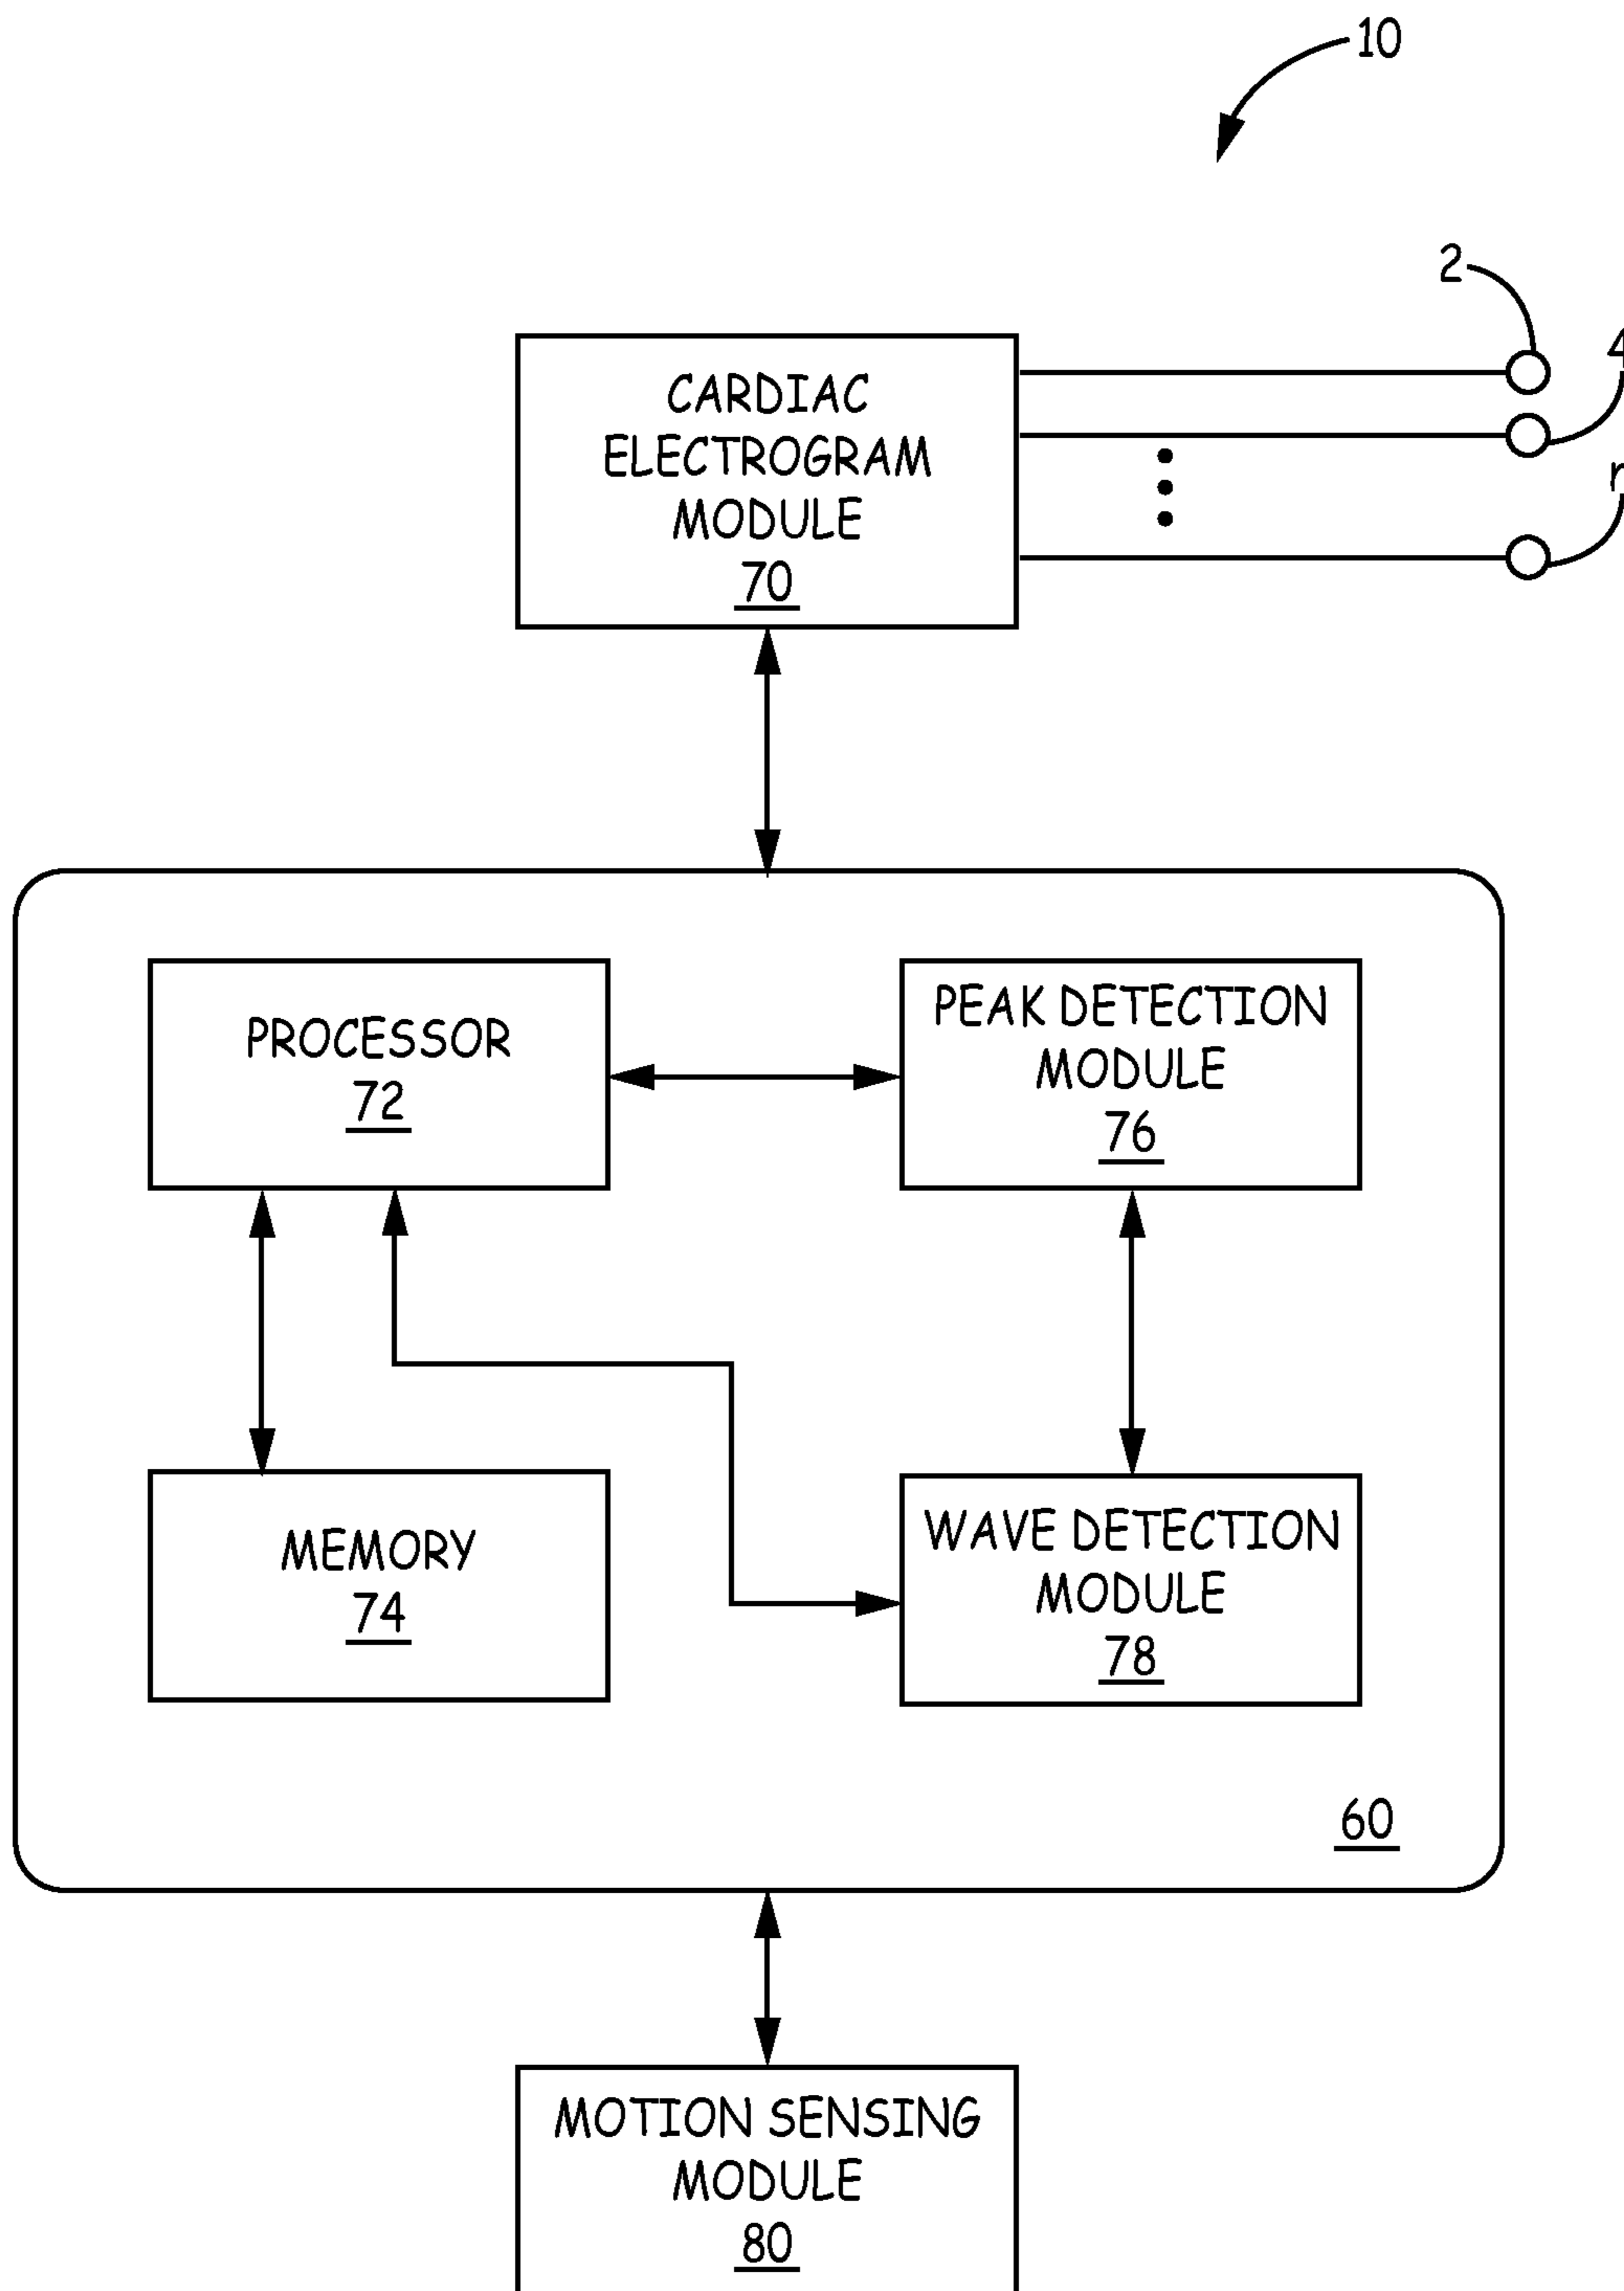 10
2
4
CARDIAC
ELECTROGRAM
MODULE
70
PROCESSOR
72
PEAK DETECTION
MODULE
76
MEMORY
74
WAVE DETECTION
MODULE
78
60
MOTION SENSING
MODULE
80